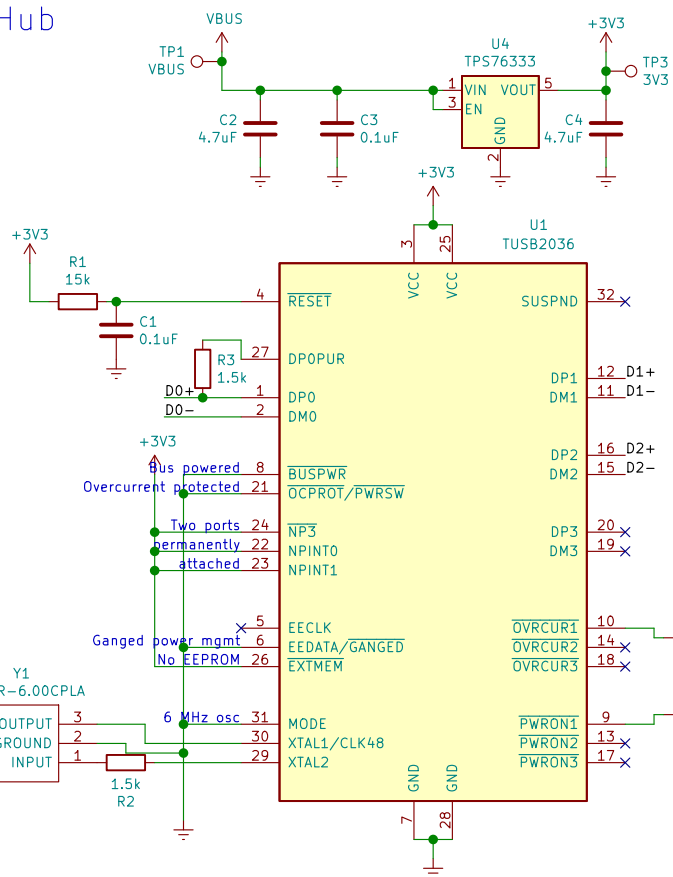 Hub
VBUS
TP1
VBUS
C2
4.7uF
C3
0.1uF
U4
TPS76333
1 VIN VOUT 5
3 EN
GND
2
C4
4.7uF
+3V3
TP3
3V3
+3V3
U1
TUSB2036
3 25
VCC VCC
+3V3
R1
15k
C1
0.1uF
4 RESET SUSPND 32
R3
1.5k
27 DP0PUR
D0+ 1 DP0 DP1 12 D1+
D0- 2 DM0 DM1 11 D1-
+3V3
DP2 16 D2+
Bus powered 8 BUSPWR DM2 15 D2-
Overcurrent protected 21 OCPROT/PWRSW
Two ports 24 NP3 DP3 20
permanently 22 NPINT0 DM3 19
attached 23 NPINT1
5 EECLK OVRCUR1 10
Ganged power mgmt 6 EEDATA/GANGED OVRCUR2 14
No EEPROM 26 EXTMEM OVRCUR3 18
Y1
R-6.00CPLA
6 MHz osc 31 MODE PWRON1 9
OUTPUT 3 30 XTAL1/CLK48 PWRON2 13
GROUND 2 29 XTAL2 PWRON3 17
INPUT 1
1.5k
R2
GND GND
7 28